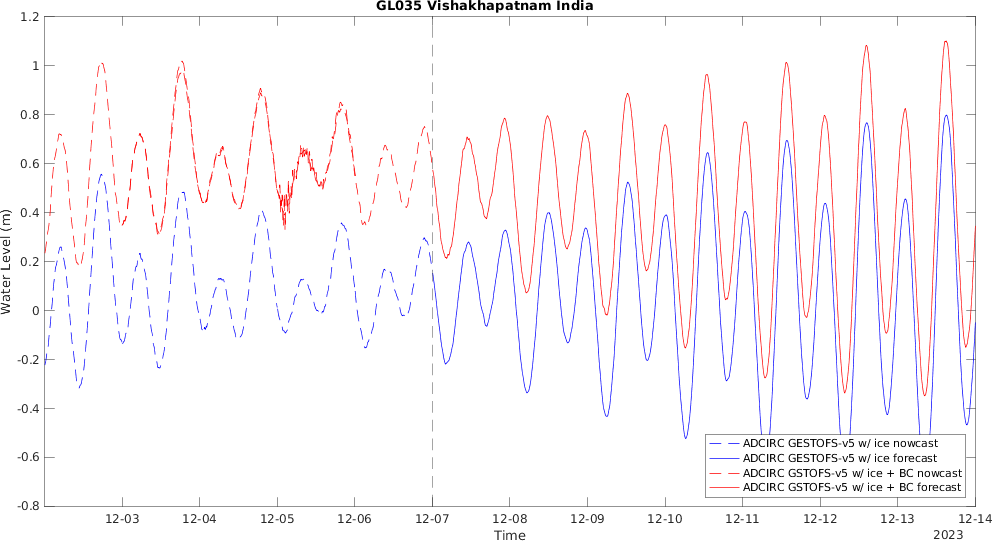 GL035 Vishakhapatnam India
1.2
1
0.8
0.6
0.4
0.2
0
-0.2
-0.4
-0.6
-0.8
Water Level (m)
ADCIRC GESTOFS-v5 w/ ice nowcast
ADCIRC GESTOFS-v5 w/ ice forecast
ADCIRC GSTOFS-v5 w/ ice + BC nowcast
ADCIRC GSTOFS-v5 w/ ice + BC forecast
12-03 12-04 12-05 12-06 12-07 12-08 12-09 12-10 12-11 12-12 12-13 12-14
Time
2023